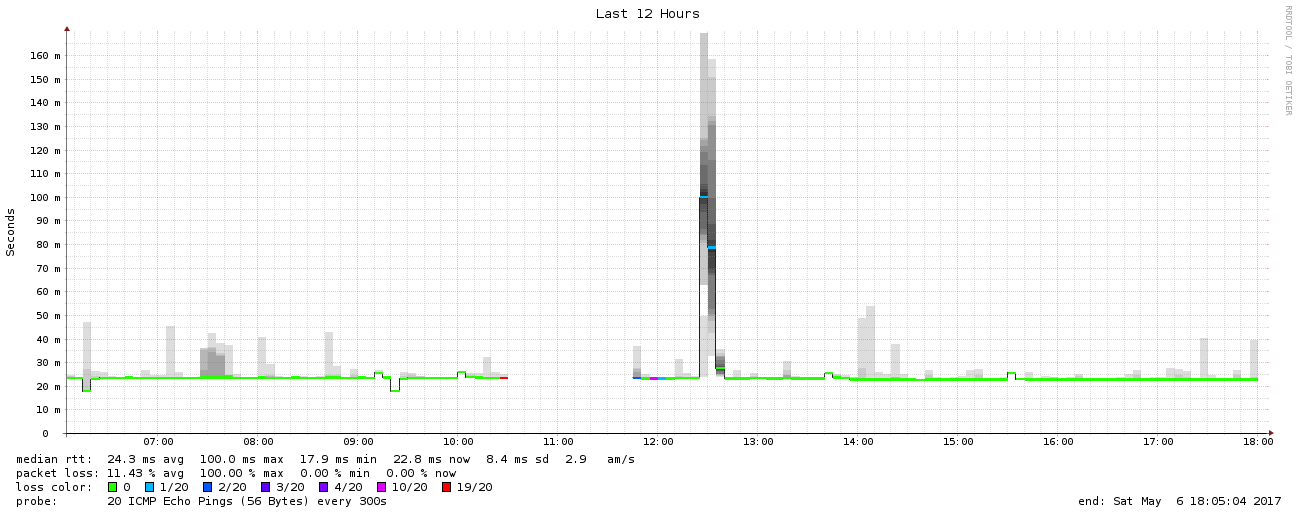 Last 12 Hours
RRDTOOL / TOBI OETIKER
Seconds
160 m
150 m
140 m
130 m
120 m
110 m
100 m
90 m
80 m
70 m
60 m
50 m
40 m
30 m
20 m
10 m
0
07:00 08:00 09:00 10:00 11:00 12:00 13:00 14:00 15:00 16:00 17:00 18:00
median rtt: 24.3 ms avg 100.0 ms max 17.9 ms min 22.8 ms now 8.4 ms sd 2.9 am/s
packet loss: 11.43 % avg 100.00 % max 0.00 % min 0.00 % now
loss color: 0 1/20 2/20 3/20 4/20 10/20 19/20
probe: 20 ICMP Echo Pings (56 Bytes) every 300s end: Sat May 6 18:05:04 2017